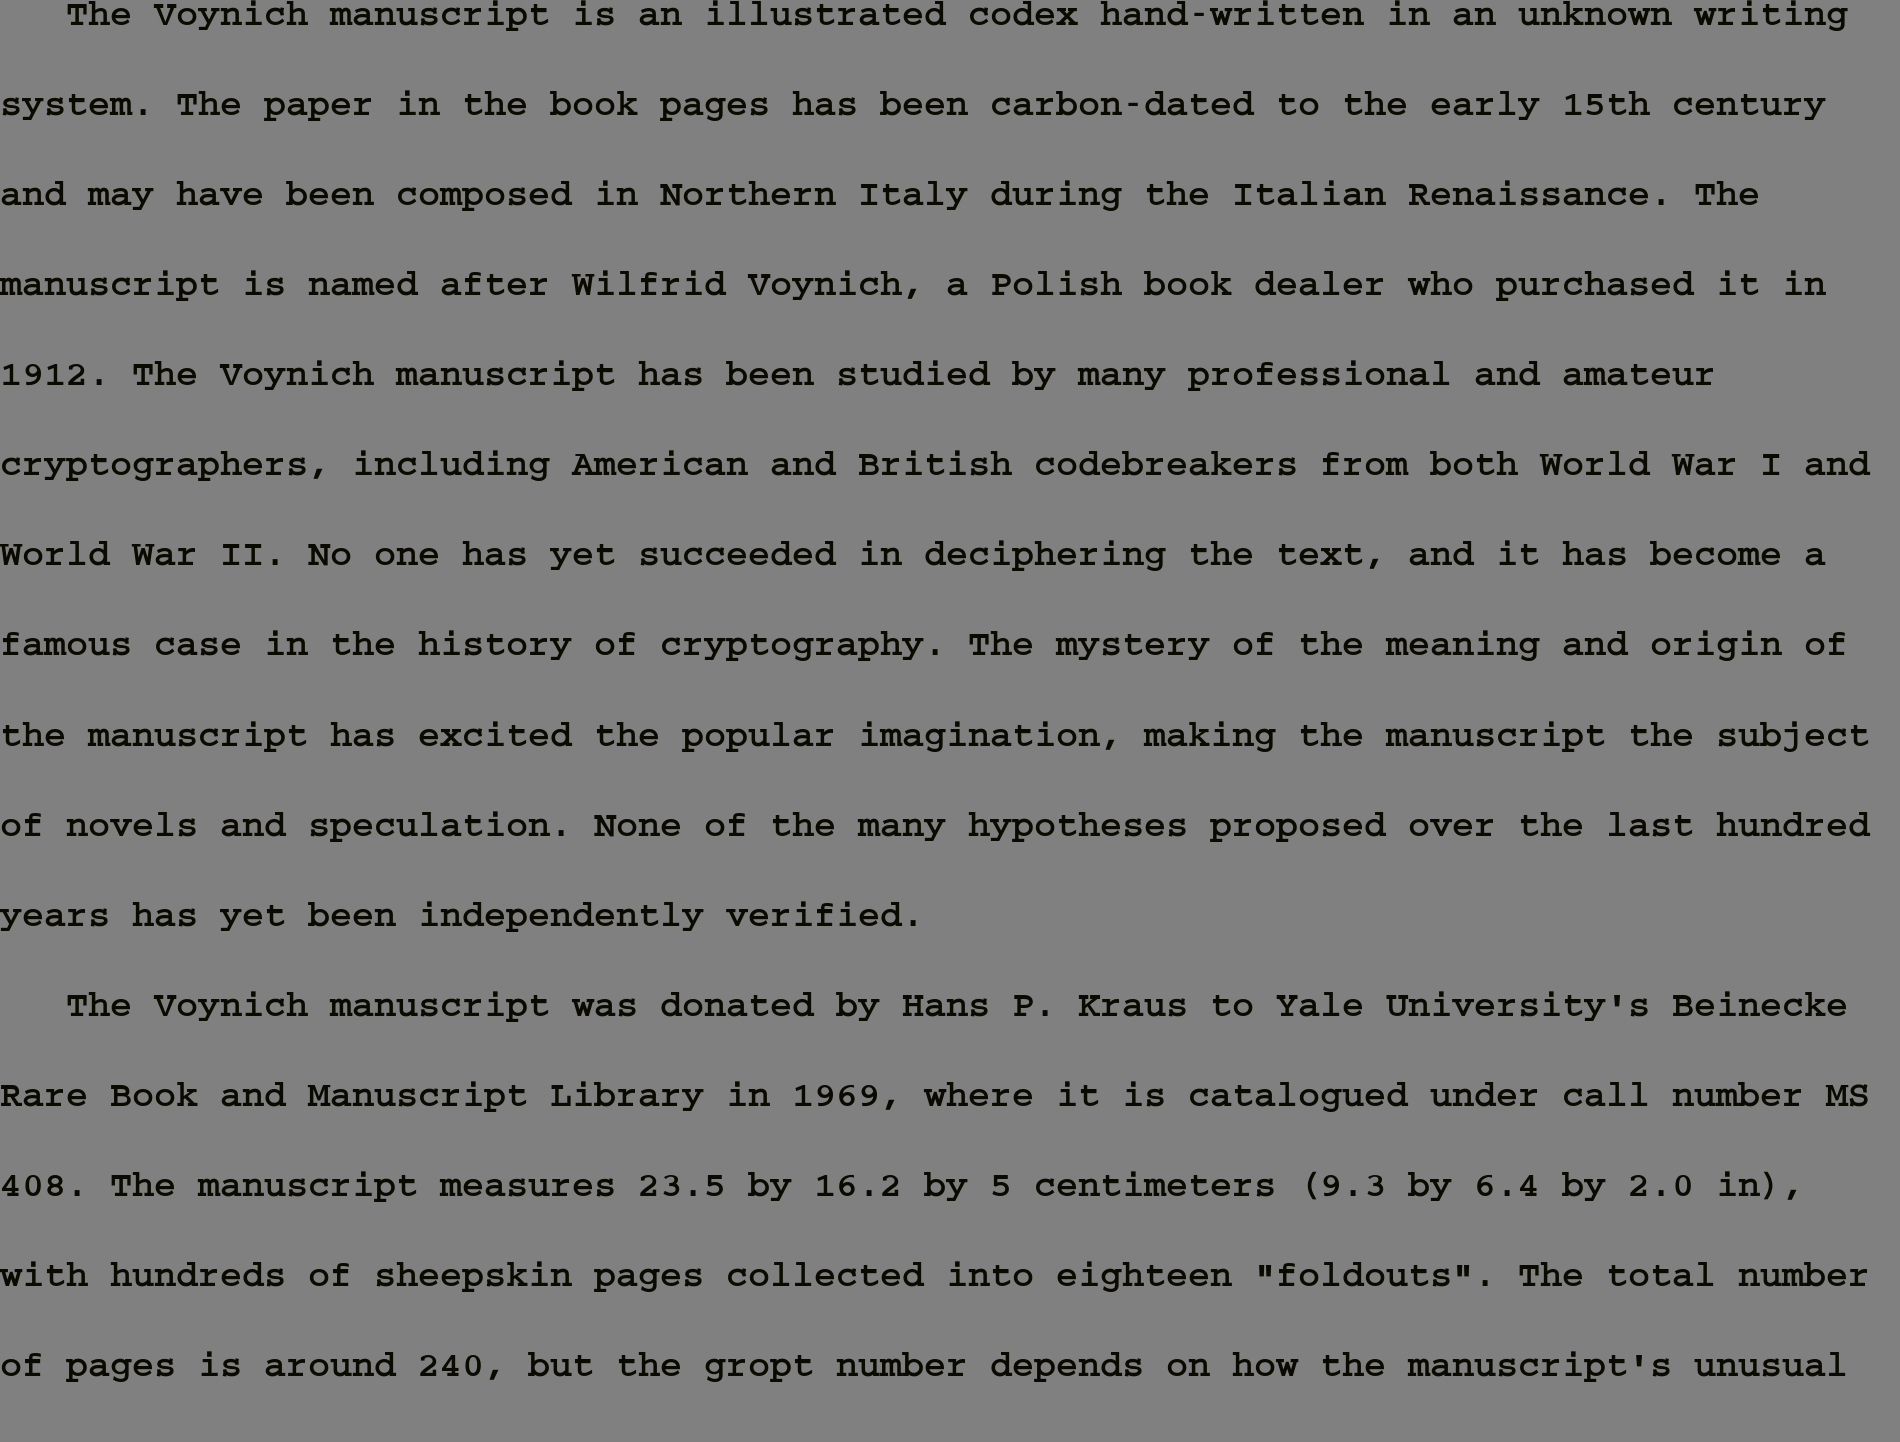 The Voynich manuscript is an illustrated codex hand-written in an unknown writing
system. The paper in the book pages has been carbon-dated to the early 15th century
and may have been composed in Northern Italy during the Italian Renaissance. The
manuscript is named after Wilfrid Voynich, a Polish book dealer who purchased it in
1912. The Voynich manuscript has been studied by many professional and amateur
cryptographers, including American and British codebreakers from both World War I and
World War II. No one has yet succeeded in deciphering the text, and it has become a
famous case in the history of cryptography. The mystery of the meaning and origin of
the manuscript has excited the popular imagination, making the manuscript the subject
of novels and speculation. None of the many hypotheses proposed over the last hundred
years has yet been independently verified.
The Voynich manuscript was donated by Hans P. Kraus to Yale University's Beinecke
Rare Book and Manuscript Library in 1969, where it is catalogued under call number MS
408. The manuscript measures 23.5 by 16.2 by 5 centimeters (9.3 by 6.4 by 2.0 in),
with hundreds of sheepskin pages collected into eighteen "foldouts". The total number
of pages is around 240, but the gropt number depends on how the manuscript's unusual